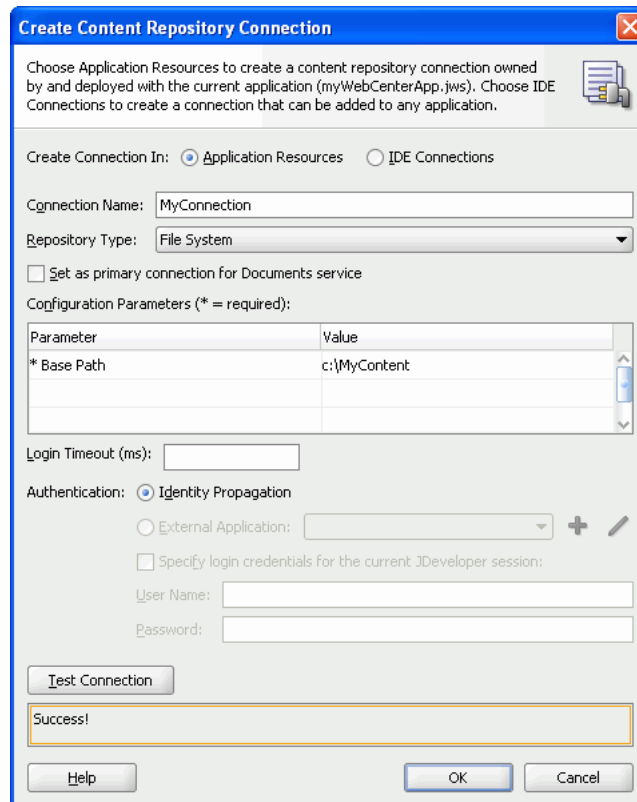 Create Content Repository Connection
Choose Application Resources to create a content repository connection owned
by and deployed with the current application (myWebCenterApp.jws). Choose IDE
Connections to create a connection that can be added to any application.
Create Connection In: Application Resources IDE Connections
Connection Name: MyConnection
Repository Type: File System
Set as primary connection for Documents service
Configuration Parameters (* = required):
Parameter Value
* Base Path c:\MyContent
Login Timeout (ms):
Authentication: Identity Propagation
External Application:
Specify login credentials for the current JDeveloper session:
User Name:
Password:
Test Connection
Success!
Help OK Cancel